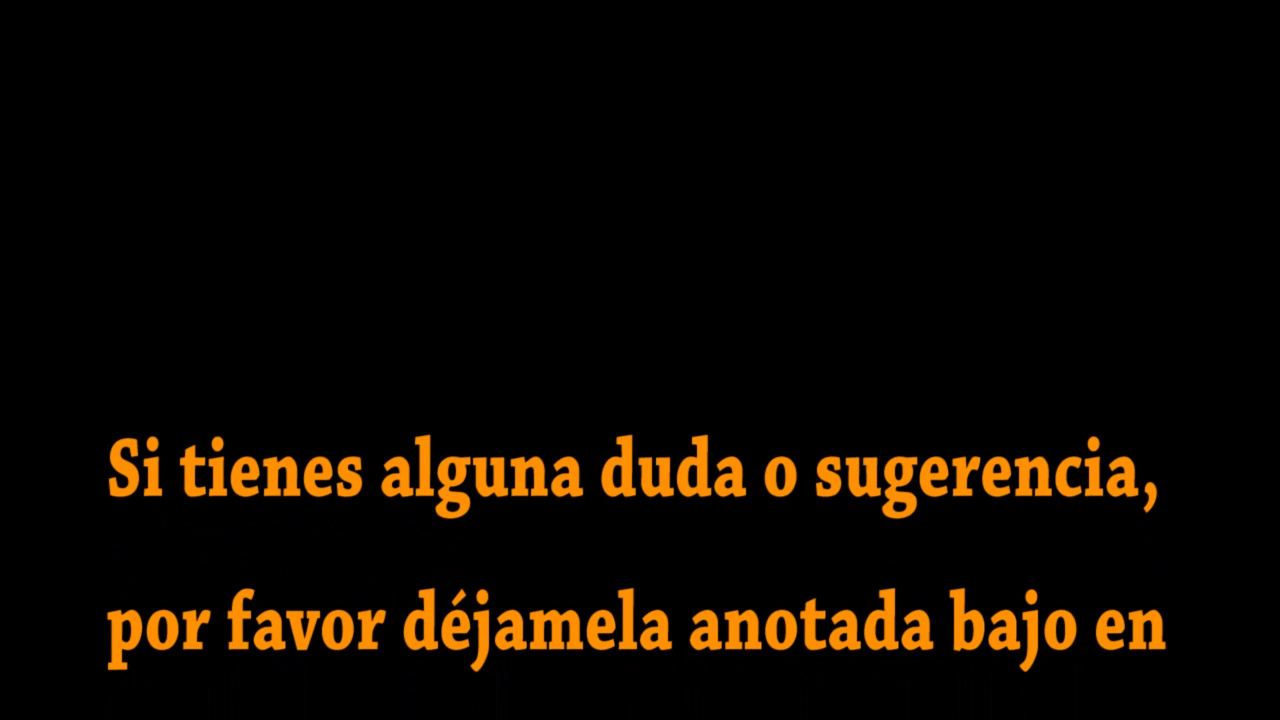 Si tienes alguna duda o sugerencia,
por favor déjamela anotada bajo en